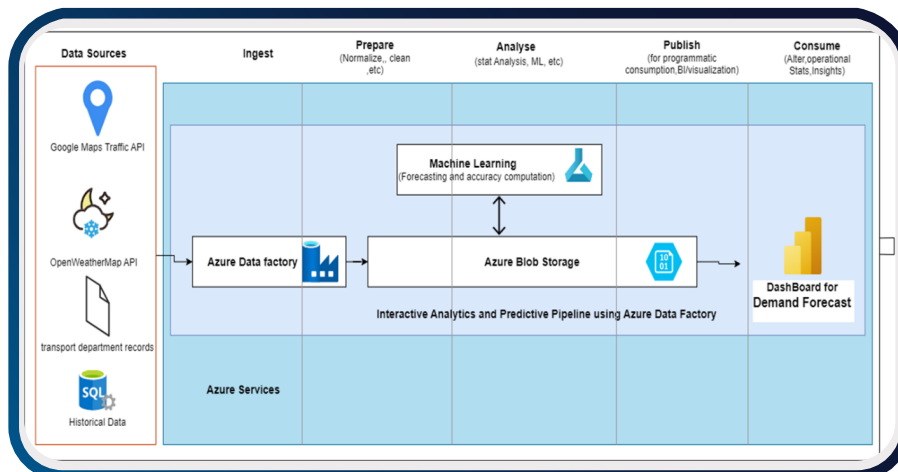 Data Sources
Ingest
Prepare
(Normalize,, clean
,etc)
Analyse
(stat Analysis, ML, etc)
Publish
(for programmatic
consumption,BI/visualization)
Consume
(Alter,operational
Stats,Insights)
Google Maps Traffic API
OpenWeatherMap API
transport department records
SQL
Historical Data
Machine Learning
(Forecasting and accuracy computation)
Azure Data factory
Azure Blob Storage
10
01
DashBoard for
Demand Forecast
Interactive Analytics and Predictive Pipeline using Azure Data Factory
Azure Services